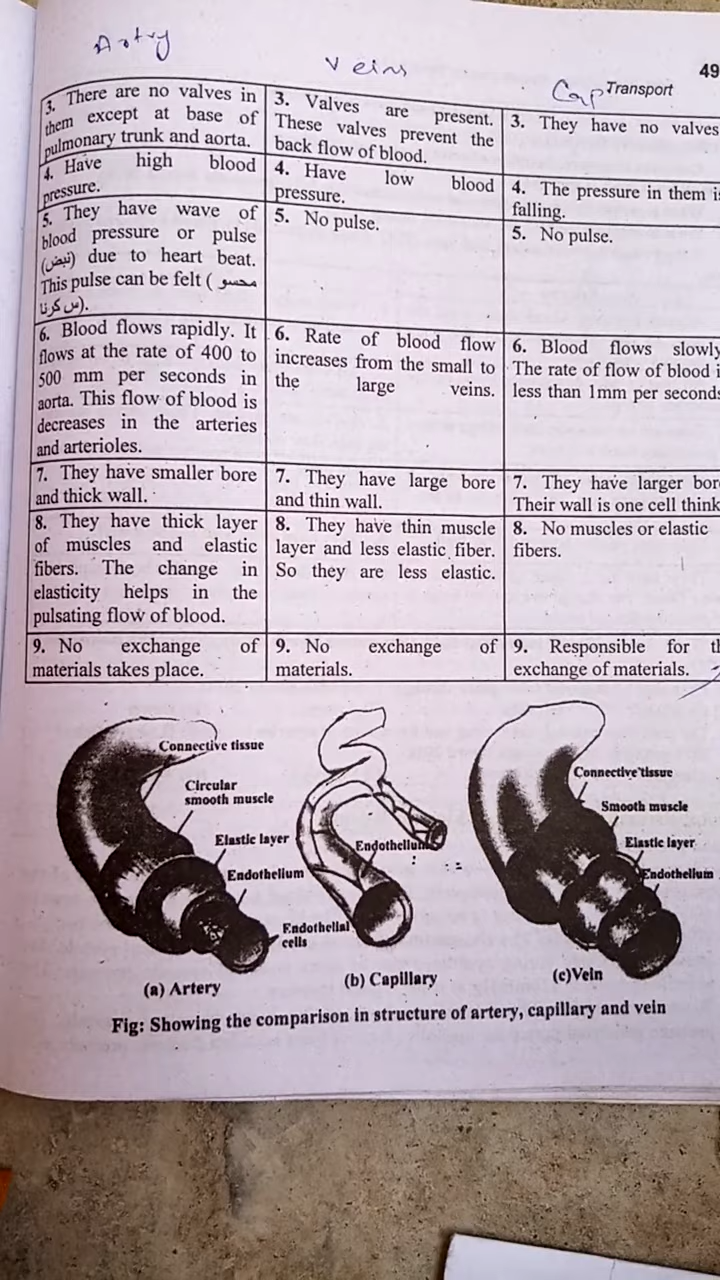 Artry
Veins
Cap
49
Transport
3. There are no valves in
them except at base of
pulmonary trunk and aorta.
4. Have high blood
pressure.
5. They have wave of
blood pressure or pulse
(نبض) due to heart beat.
This pulse can be felt ( محسو
س کرنا).
6. Blood flows rapidly. It
flows at the rate of 400 to
500 mm per seconds in
aorta. This flow of blood is
decreases in the arteries
and arterioles.
7. They have smaller bore
and thick wall.
8. They have thick layer
of muscles and elastic
fibers. The change in
elasticity helps in the
pulsating flow of blood.
9. No exchange of
materials takes place.
3. Valves are present.
These valves prevent the
back flow of blood.
4. Have low blood
pressure.
5. No pulse.
6. Rate of blood flow
increases from the small to
the large veins.
7. They have large bore
and thin wall.
8. They have thin muscle
layer and less elastic fiber.
So they are less elastic.
9. No exchange of
materials.
3. They have no valves
4. The pressure in them
falling.
5. No pulse.
6. Blood flows slowly
The rate of flow of blood
less than 1mm per second
7. They have larger
Their wall is one cell think
8. No muscles or elastic
fibers.
9. Responsible for
exchange of materials.
Connective tissue
Circular
smooth muscle
Elastic layer
Endothelium
Endothelial
cells
(a) Artery
Endothelium
(b) Capillary
Connective tissue
Smooth muscle
Elastic layer
Endothelium
(c)Vein
Fig: Showing the comparison in structure of artery, capillary and vein